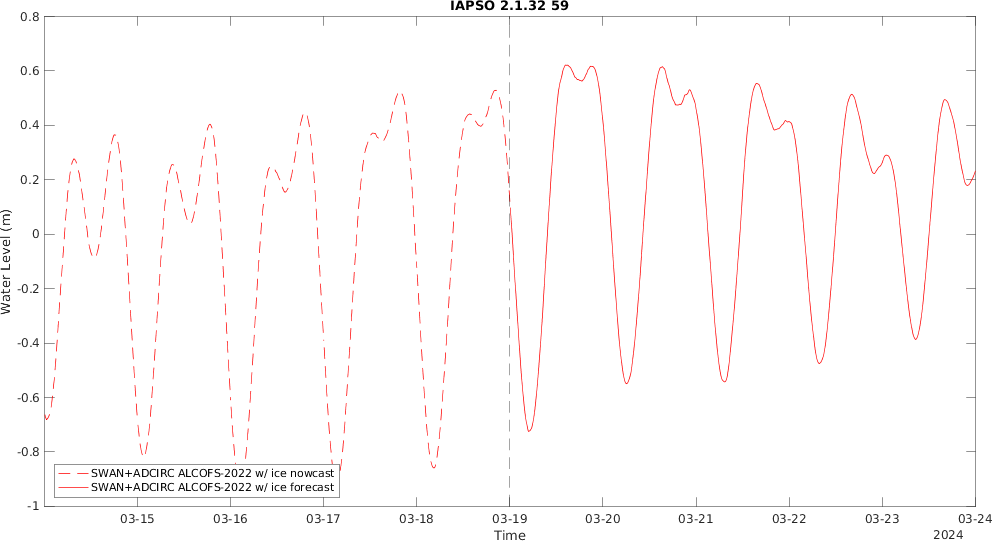 IAPSO 2.1.32 59
0.8
0.6
0.4
0.2
0
-0.2
-0.4
-0.6
-0.8
-1
Water Level (m)
SWAN+ADCIRC ALCOFS-2022 w/ ice nowcast
SWAN+ADCIRC ALCOFS-2022 w/ ice forecast
03-15 03-16 03-17 03-18 03-19 03-20 03-21 03-22 03-23 03-24
Time
2024